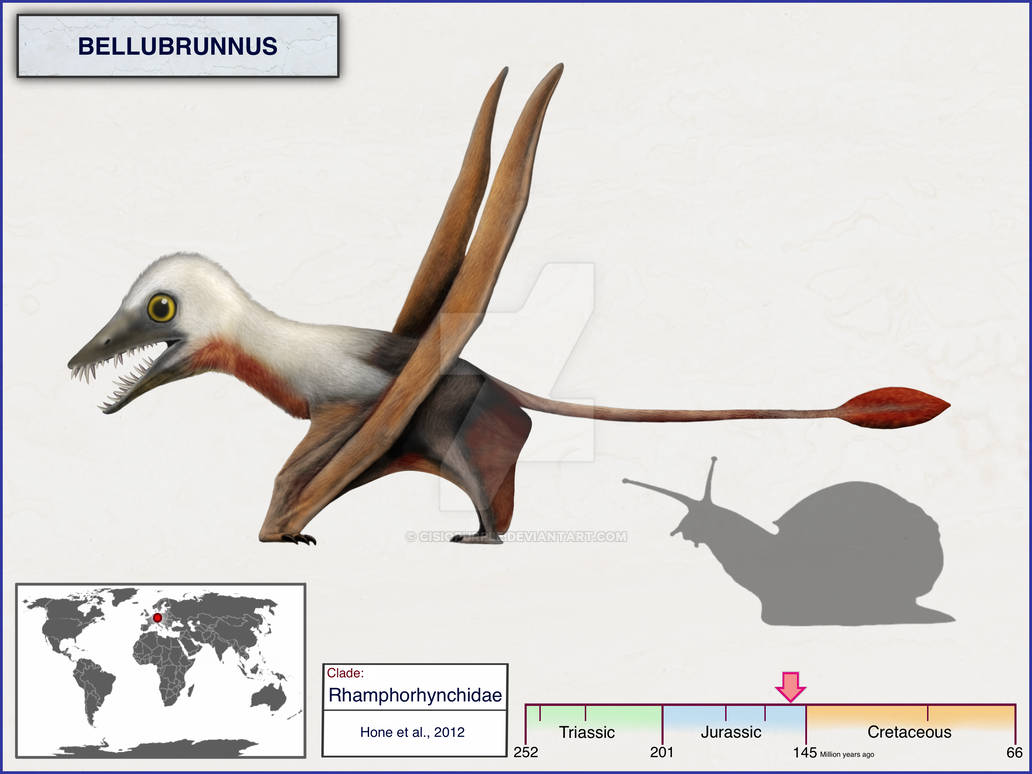 BELLUBRUNNUS
Clade:
Rhamphorhynchidae
Hone et al., 2012
Triassic
Jurassic
Cretaceous
252
201
145
Million years ago
66